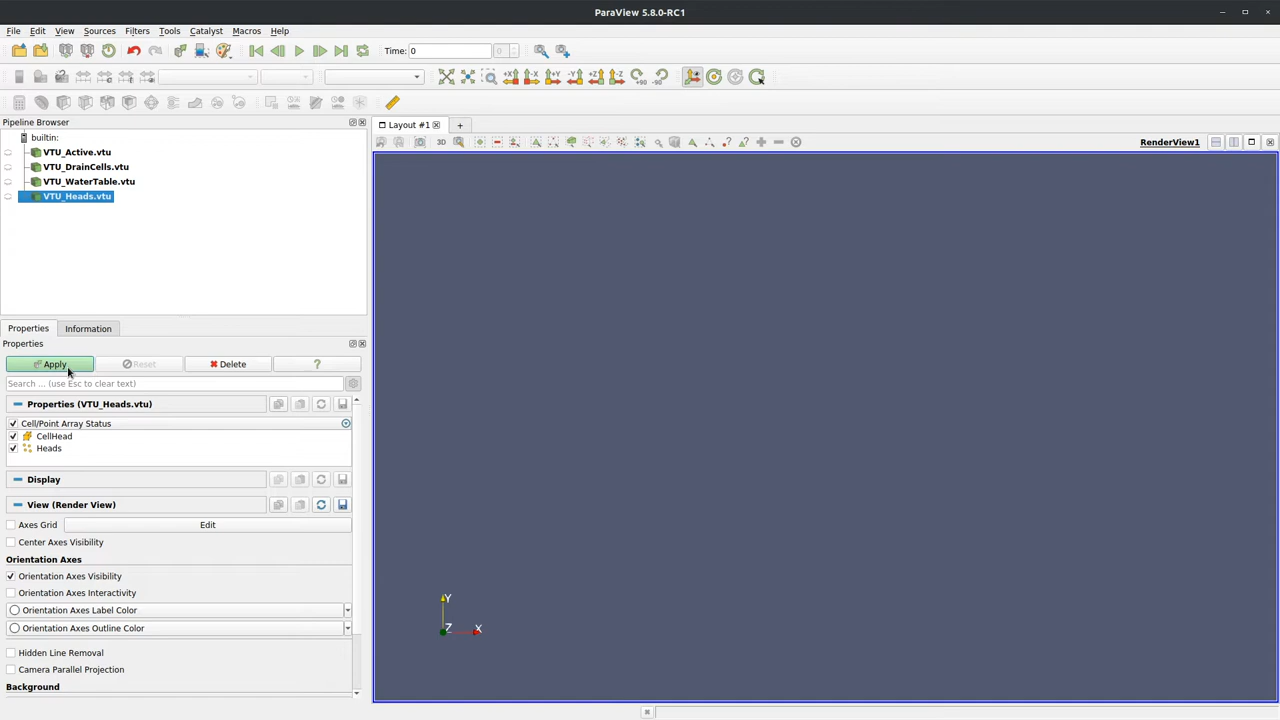 ParaView 5.8.0-RC1
File Edit View Sources Filters Tools Catalyst Macros Help
Time: 0 0
+X -X +Y -Y +Z -Z +90 -90
Pipeline Browser
Layout #1
3D
RenderView1
builtin:
VTU_Active.vtu
VTU_DrainCells.vtu
VTU_WaterTable.vtu
VTU_Heads.vtu
Properties Information
Properties
Apply Reset Delete ?
Search ... (use Esc to clear text)
Properties (VTU_Heads.vtu)
Cell/Point Array Status
CellHead
Heads
Display
View (Render View)
Axes Grid Edit
Center Axes Visibility
Orientation Axes
Orientation Axes Visibility
Orientation Axes Interactivity
Orientation Axes Label Color
Orientation Axes Outline Color
Hidden Line Removal
Camera Parallel Projection
Background
Y
Z X